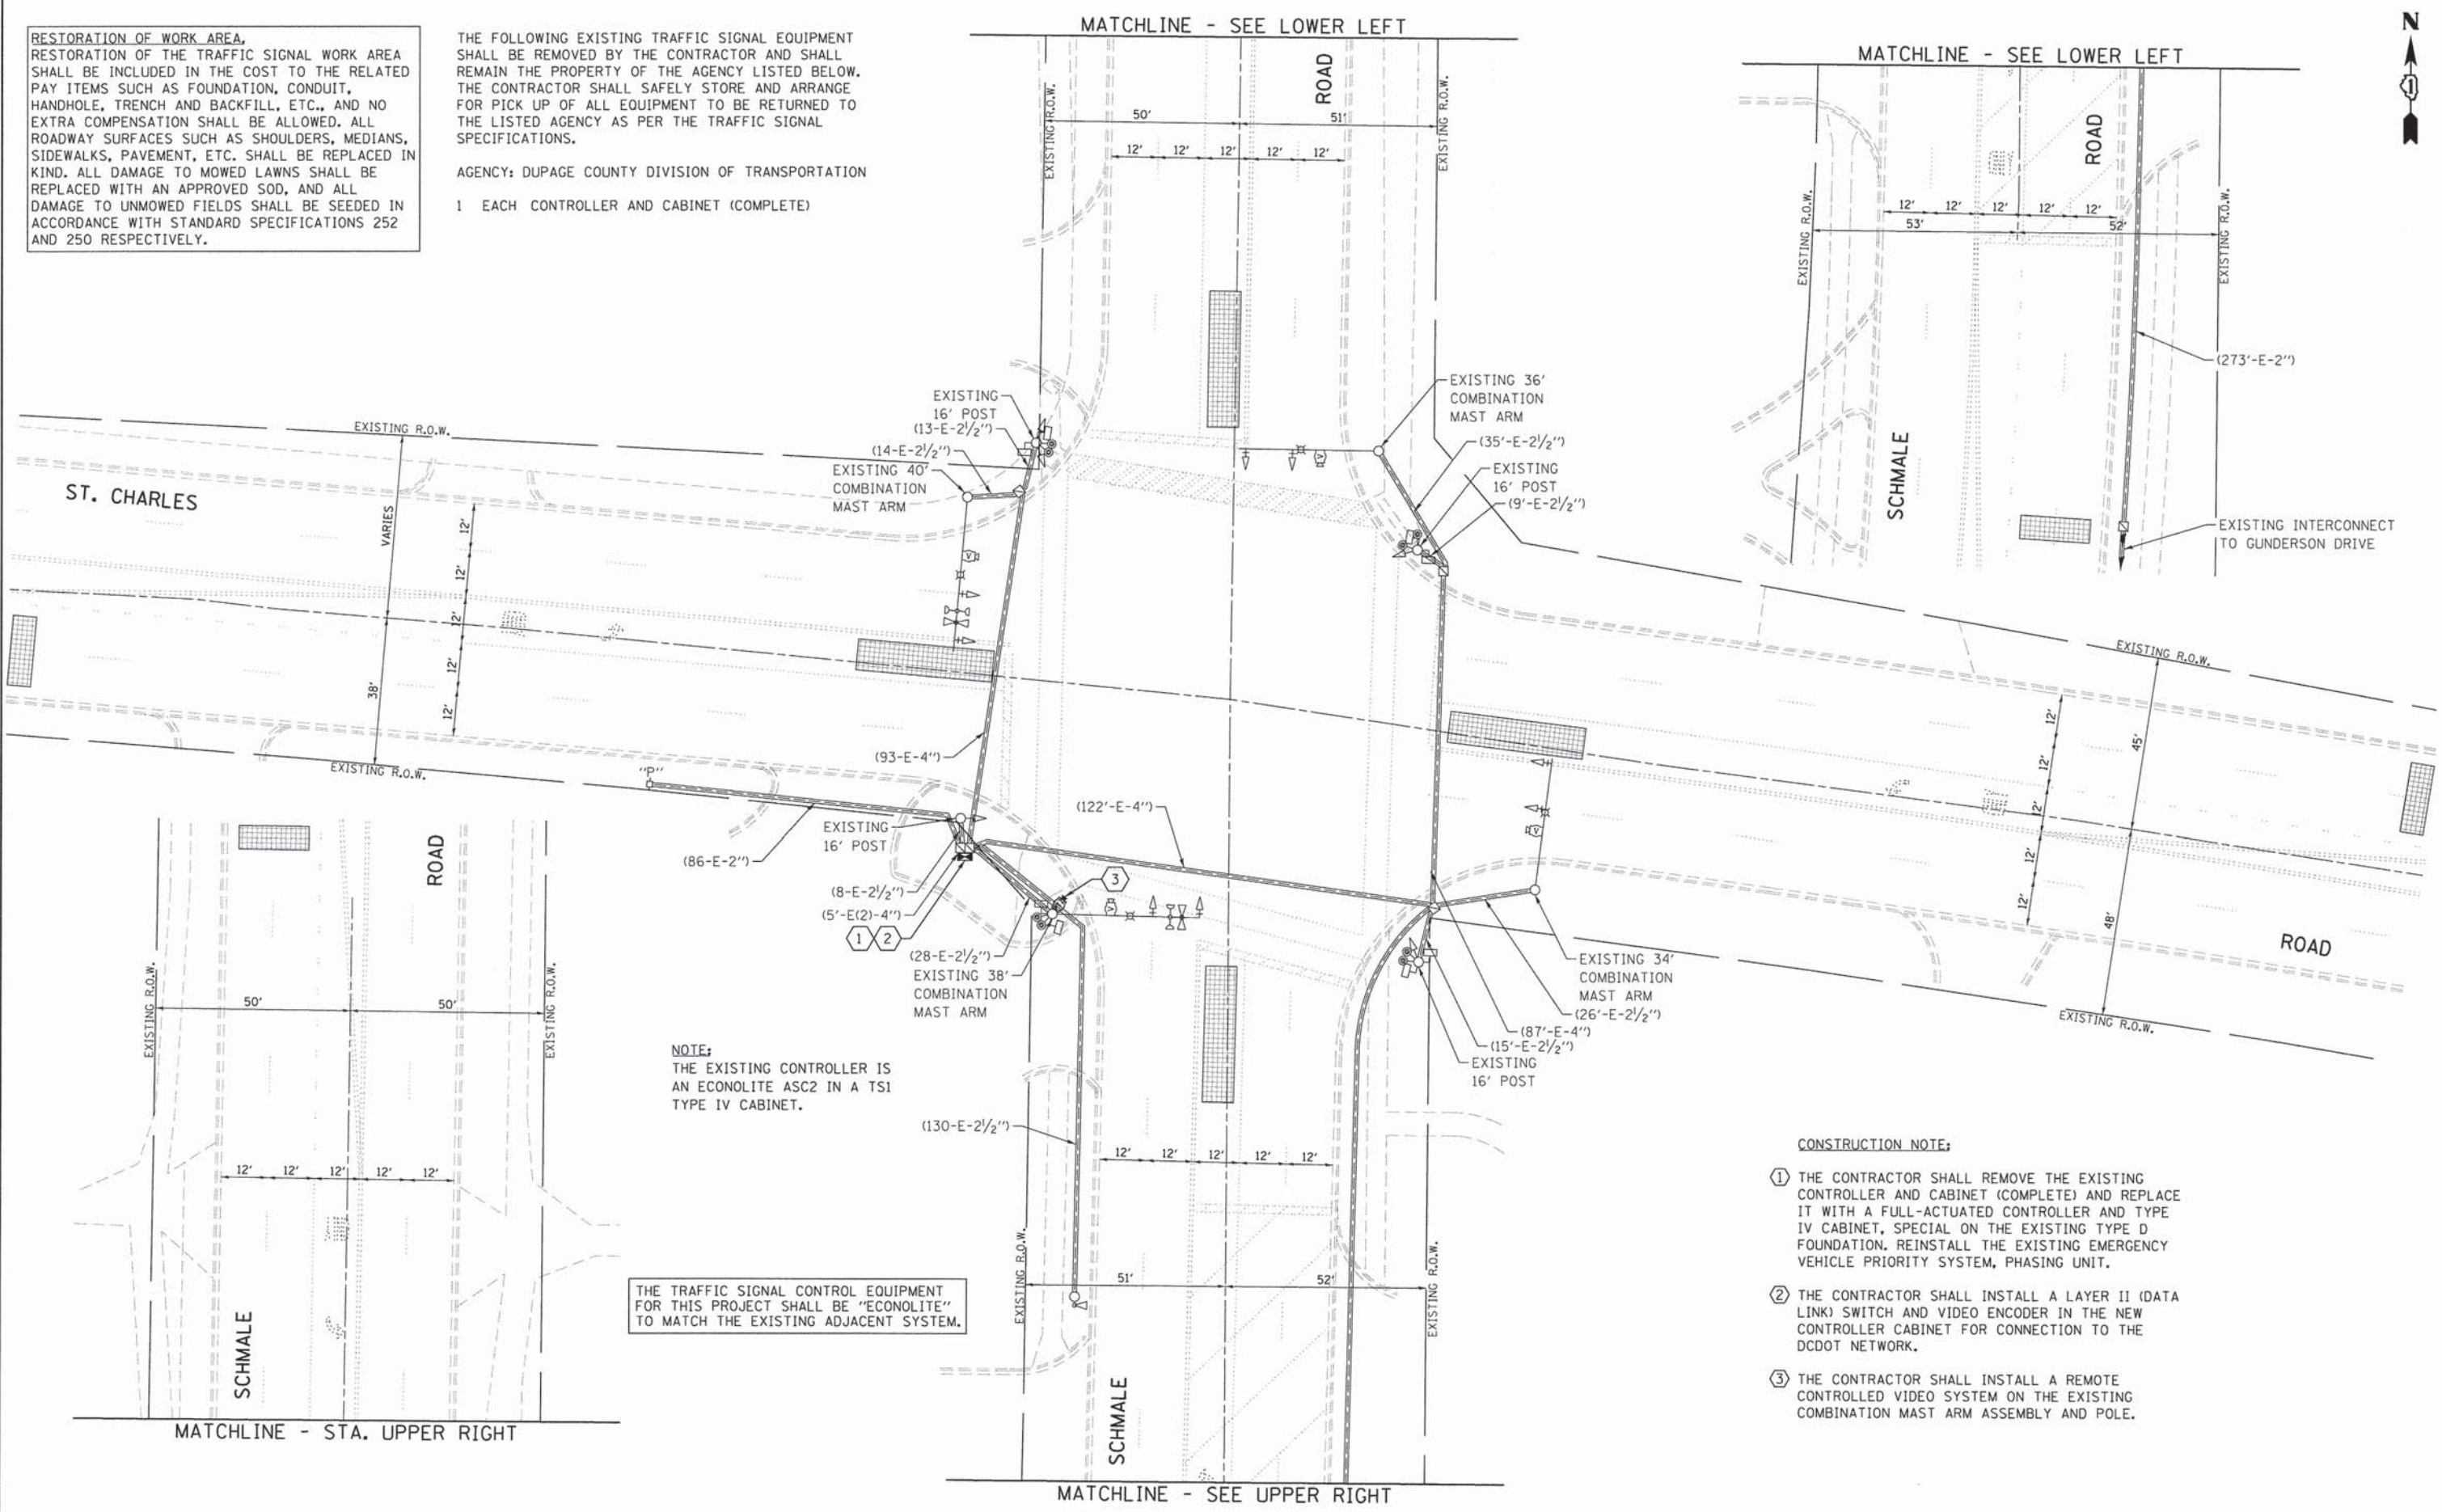 RESTORATION OF WORK AREA.
RESTORATION OF THE TRAFFIC SIGNAL WORK AREA
SHALL BE INCLUDED IN THE COST TO THE RELATED
PAY ITEMS SUCH AS FOUNDATION, CONDUIT,
HANDHOLE, TRENCH AND BACKFILL, ETC., AND NO
EXTRA COMPENSATION SHALL BE ALLOWED. ALL
ROADWAY SURFACES SUCH AS SHOULDERS, MEDIANS,
SIDEWALKS, PAVEMENT, ETC. SHALL BE REPLACED IN
KIND. ALL DAMAGE TO MOWED LAWNS SHALL BE
REPLACED WITH AN APPROVED SOD, AND ALL
DAMAGE TO UNMOWED FIELDS SHALL BE SEEDED IN
ACCORDANCE WITH STANDARD SPECIFICATIONS 252
AND 250 RESPECTIVELY.
THE FOLLOWING EXISTING TRAFFIC SIGNAL EQUIPMENT
SHALL BE REMOVED BY THE CONTRACTOR AND SHALL
REMAIN THE PROPERTY OF THE AGENCY LISTED BELOW.
THE CONTRACTOR SHALL SAFELY STORE AND ARRANGE
FOR PICK UP OF ALL EQUIPMENT TO BE RETURNED TO
THE LISTED AGENCY AS PER THE TRAFFIC SIGNAL
SPECIFICATIONS.
AGENCY: DUPAGE COUNTY DIVISION OF TRANSPORTATION
1 EACH CONTROLLER AND CABINET (COMPLETE)
MATCHLINE - SEE LOWER LEFT
ROAD
EXISTING R.O.W.
EXISTING R.O.W.
50'
51'
12'
12'
12'
12'
12'
MATCHLINE - SEE LOWER LEFT
N
1
ROAD
EXISTING R.O.W.
EXISTING R.O.W.
12'
12'
12'
12'
12'
53'
52'
(273'-E-2")
SCHMALE
EXISTING INTERCONNECT
TO GUNDERSON DRIVE
EXISTING
16' POST
(13-E-2½")
(14-E-2½")
EXISTING 40'
COMBINATION
MAST ARM
EXISTING 36'
COMBINATION
MAST ARM
(35'-E-2½")
EXISTING
16' POST
(9'-E-2½")
EXISTING R.O.W.
ST. CHARLES
VARIES
12'
12'
12'
12'
12'
38'
EXISTING R.O.W.
"P"
V
V
V
V
(93-E-4")
(122'-E-4")
EXISTING
16' POST
(86-E-2")
(8-E-2½")
(5'-E(2)-4")
1
2
3
(28-E-2½")
EXISTING 38'
COMBINATION
MAST ARM
EXISTING R.O.W.
12'
12'
12'
12'
12'
45'
48'
ROAD
EXISTING R.O.W.
EXISTING 34'
COMBINATION
MAST ARM
(26'-E-2½")
(87'-E-4")
(15'-E-2½")
EXISTING
16' POST
ROAD
EXISTING R.O.W.
EXISTING R.O.W.
50'
50'
12'
12'
12'
12'
12'
SCHMALE
MATCHLINE - STA. UPPER RIGHT
NOTE:
THE EXISTING CONTROLLER IS
AN ECONOLITE ASC2 IN A TS1
TYPE IV CABINET.
(130-E-2½")
THE TRAFFIC SIGNAL CONTROL EQUIPMENT
FOR THIS PROJECT SHALL BE "ECONOLITE"
TO MATCH THE EXISTING ADJACENT SYSTEM.
12'
12'
12'
12'
12'
EXISTING R.O.W.
EXISTING R.O.W.
51'
52'
SCHMALE
MATCHLINE - SEE UPPER RIGHT
CONSTRUCTION NOTE:
1 THE CONTRACTOR SHALL REMOVE THE EXISTING
CONTROLLER AND CABINET (COMPLETE) AND REPLACE
IT WITH A FULL-ACTUATED CONTROLLER AND TYPE
IV CABINET, SPECIAL ON THE EXISTING TYPE D
FOUNDATION. REINSTALL THE EXISTING EMERGENCY
VEHICLE PRIORITY SYSTEM, PHASING UNIT.
2 THE CONTRACTOR SHALL INSTALL A LAYER II (DATA
LINK) SWITCH AND VIDEO ENCODER IN THE NEW
CONTROLLER CABINET FOR CONNECTION TO THE
DCDOT NETWORK.
3 THE CONTRACTOR SHALL INSTALL A REMOTE
CONTROLLED VIDEO SYSTEM ON THE EXISTING
COMBINATION MAST ARM ASSEMBLY AND POLE.